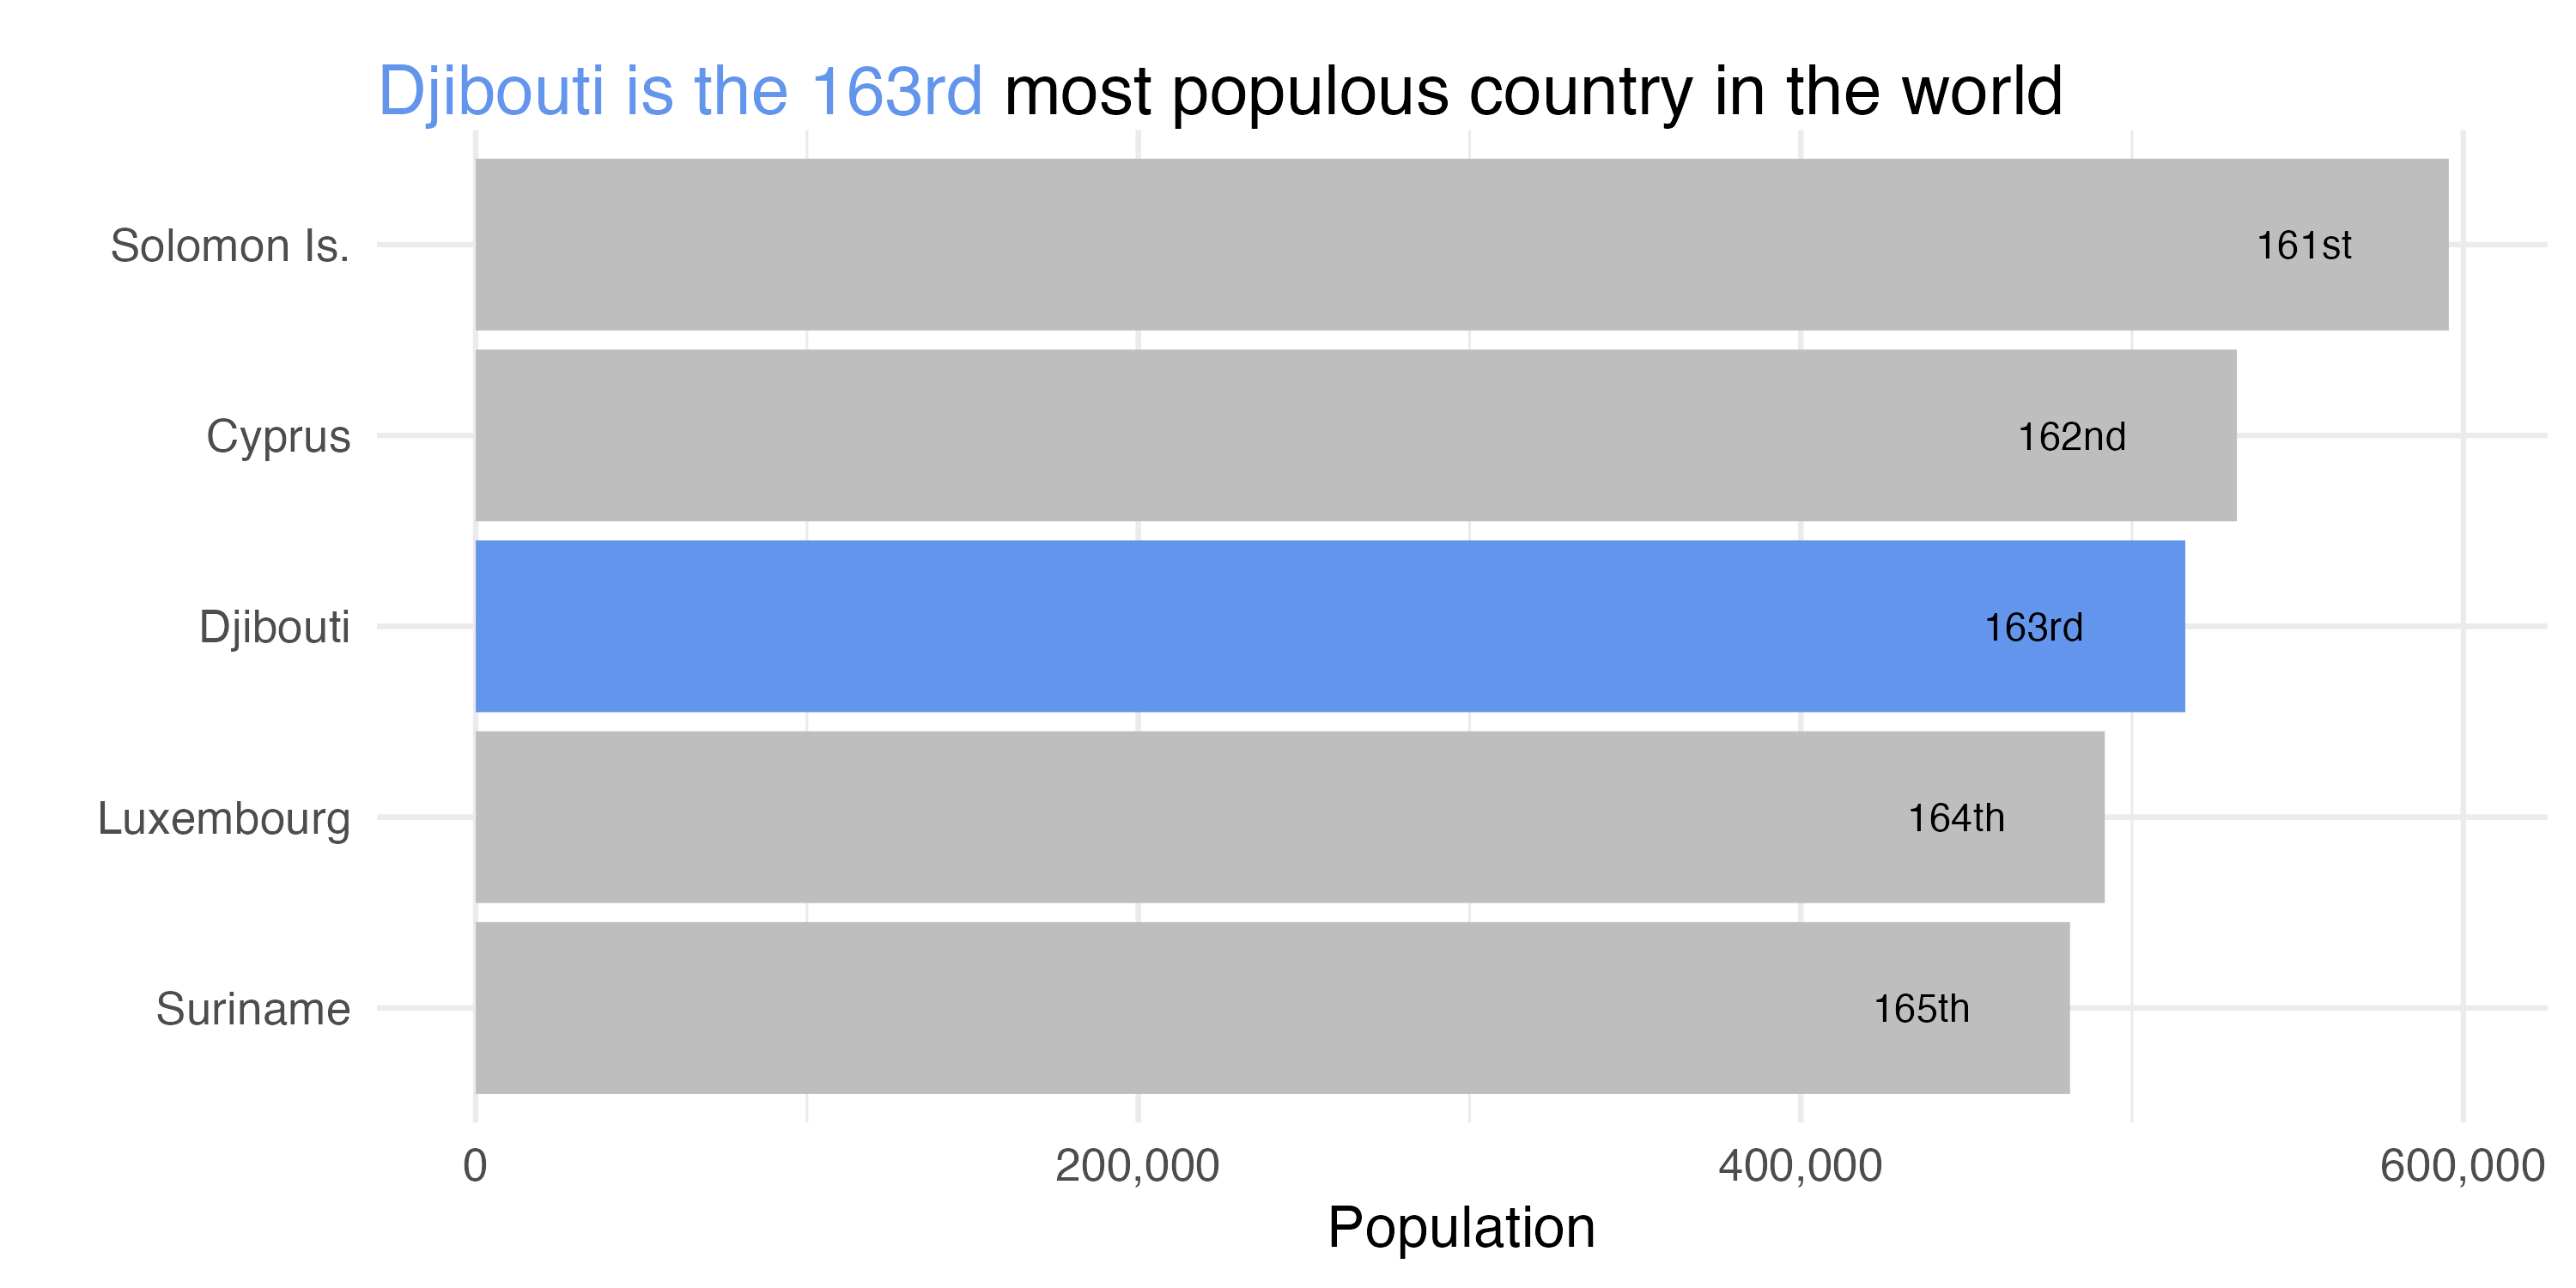 Djibouti is the 163rd most populous country in the world
Solomon Is.
161st
Cyprus
162nd
Djibouti
163rd
Luxembourg
164th
Suriname
165th
0
200,000
400,000
600,000
Population